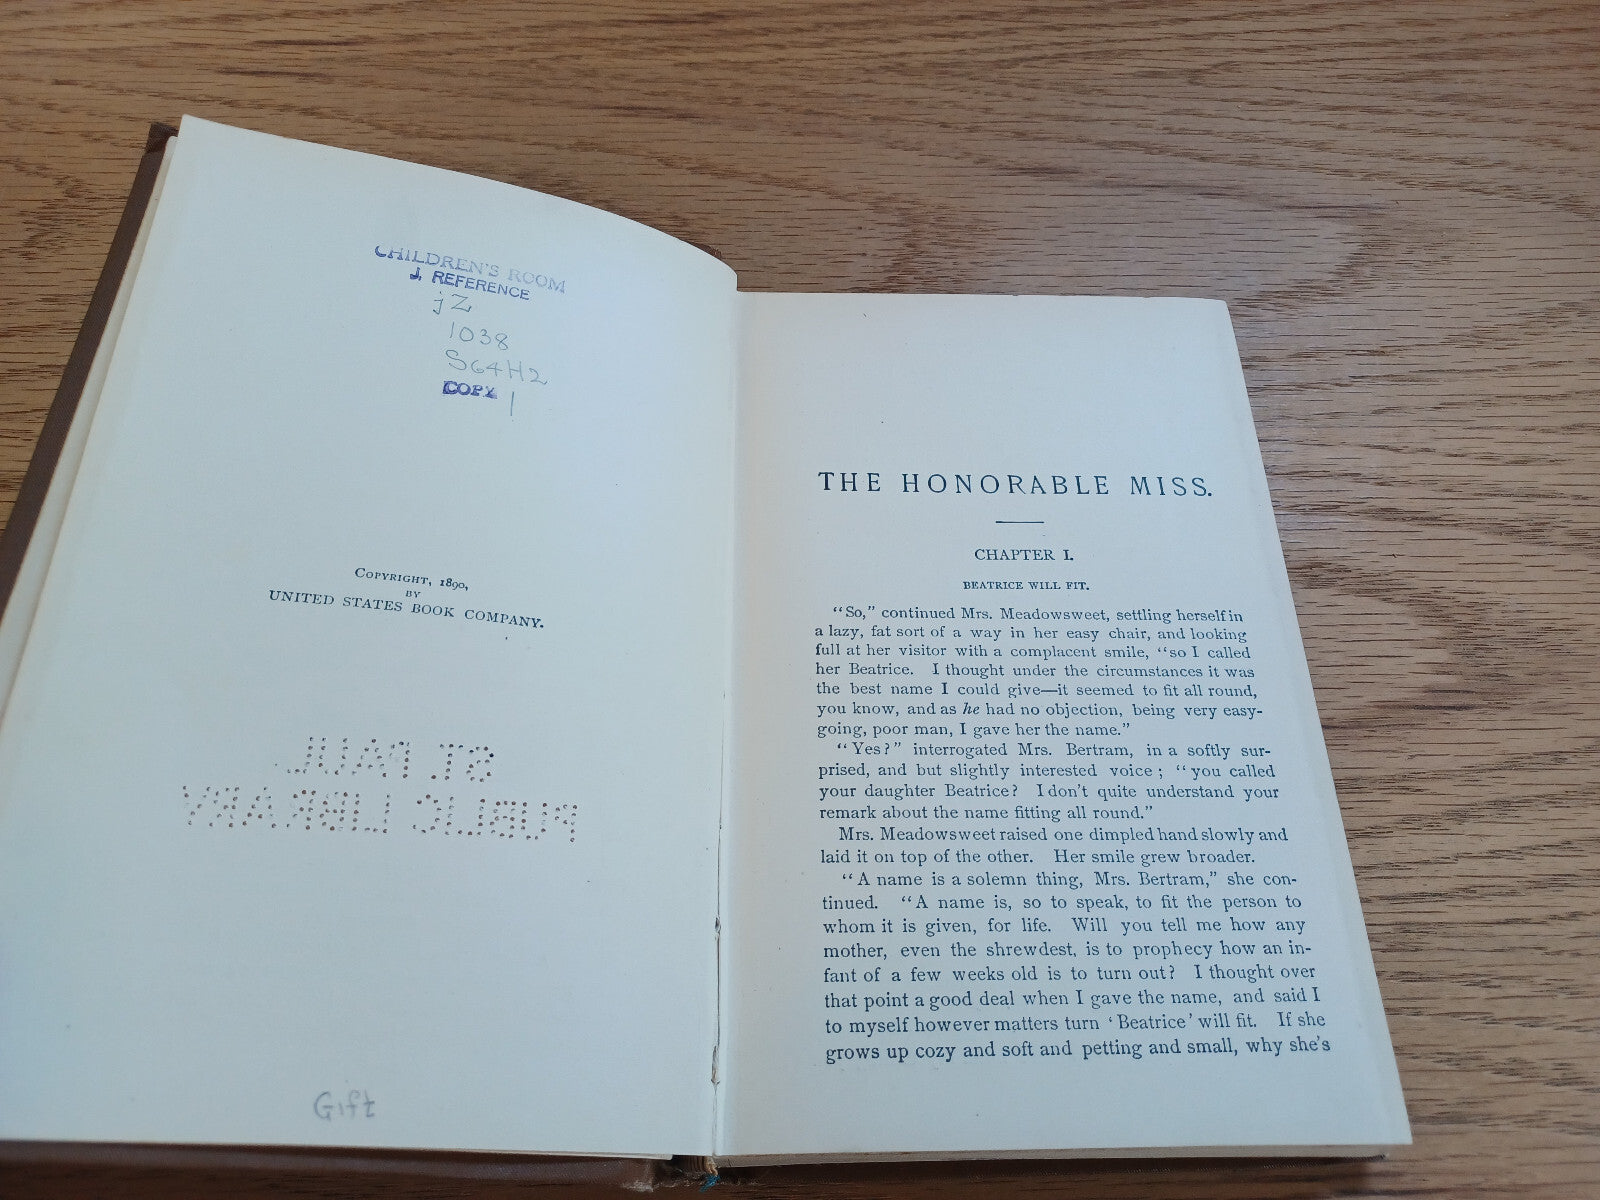 CHILDREN'S ROOM
J. REFERENCE
jZ
1038
S64H2
COPY 1
COPYRIGHT, 1890,
BY
UNITED STATES BOOK COMPANY.
ST. PAUL
PUBLIC LIBRARY
Gift
THE HONORABLE MISS.
CHAPTER I.
BEATRICE WILL FIT.
"So," continued Mrs. Meadowsweet, settling herself in
a lazy, fat sort of a way in her easy chair, and looking
full at her visitor with a complacent smile, "so I called
her Beatrice. I thought under the circumstances it was
the best name I could give—it seemed to fit all round,
you know, and as he had no objection, being very easy-
going, poor man, I gave her the name."
"Yes?" interrogated Mrs. Bertram, in a softly sur-
prised, and but slightly interested voice; "you called
your daughter Beatrice? I don't quite understand your
remark about the name fitting all round."
Mrs. Meadowsweet raised one dimpled hand slowly and
laid it on top of the other. Her smile grew broader.
"A name is a solemn thing, Mrs. Bertram," she con-
tinued. "A name is, so to speak, to fit the person to
whom it is given, for life. Will you tell me how any
mother, even the shrewdest, is to prophecy how an in-
fant of a few weeks old is to turn out? I thought over
that point a good deal when I gave the name, and said I
to myself however matters turn 'Beatrice' will fit. If she
grows up cozy and soft and petting and small, why she's